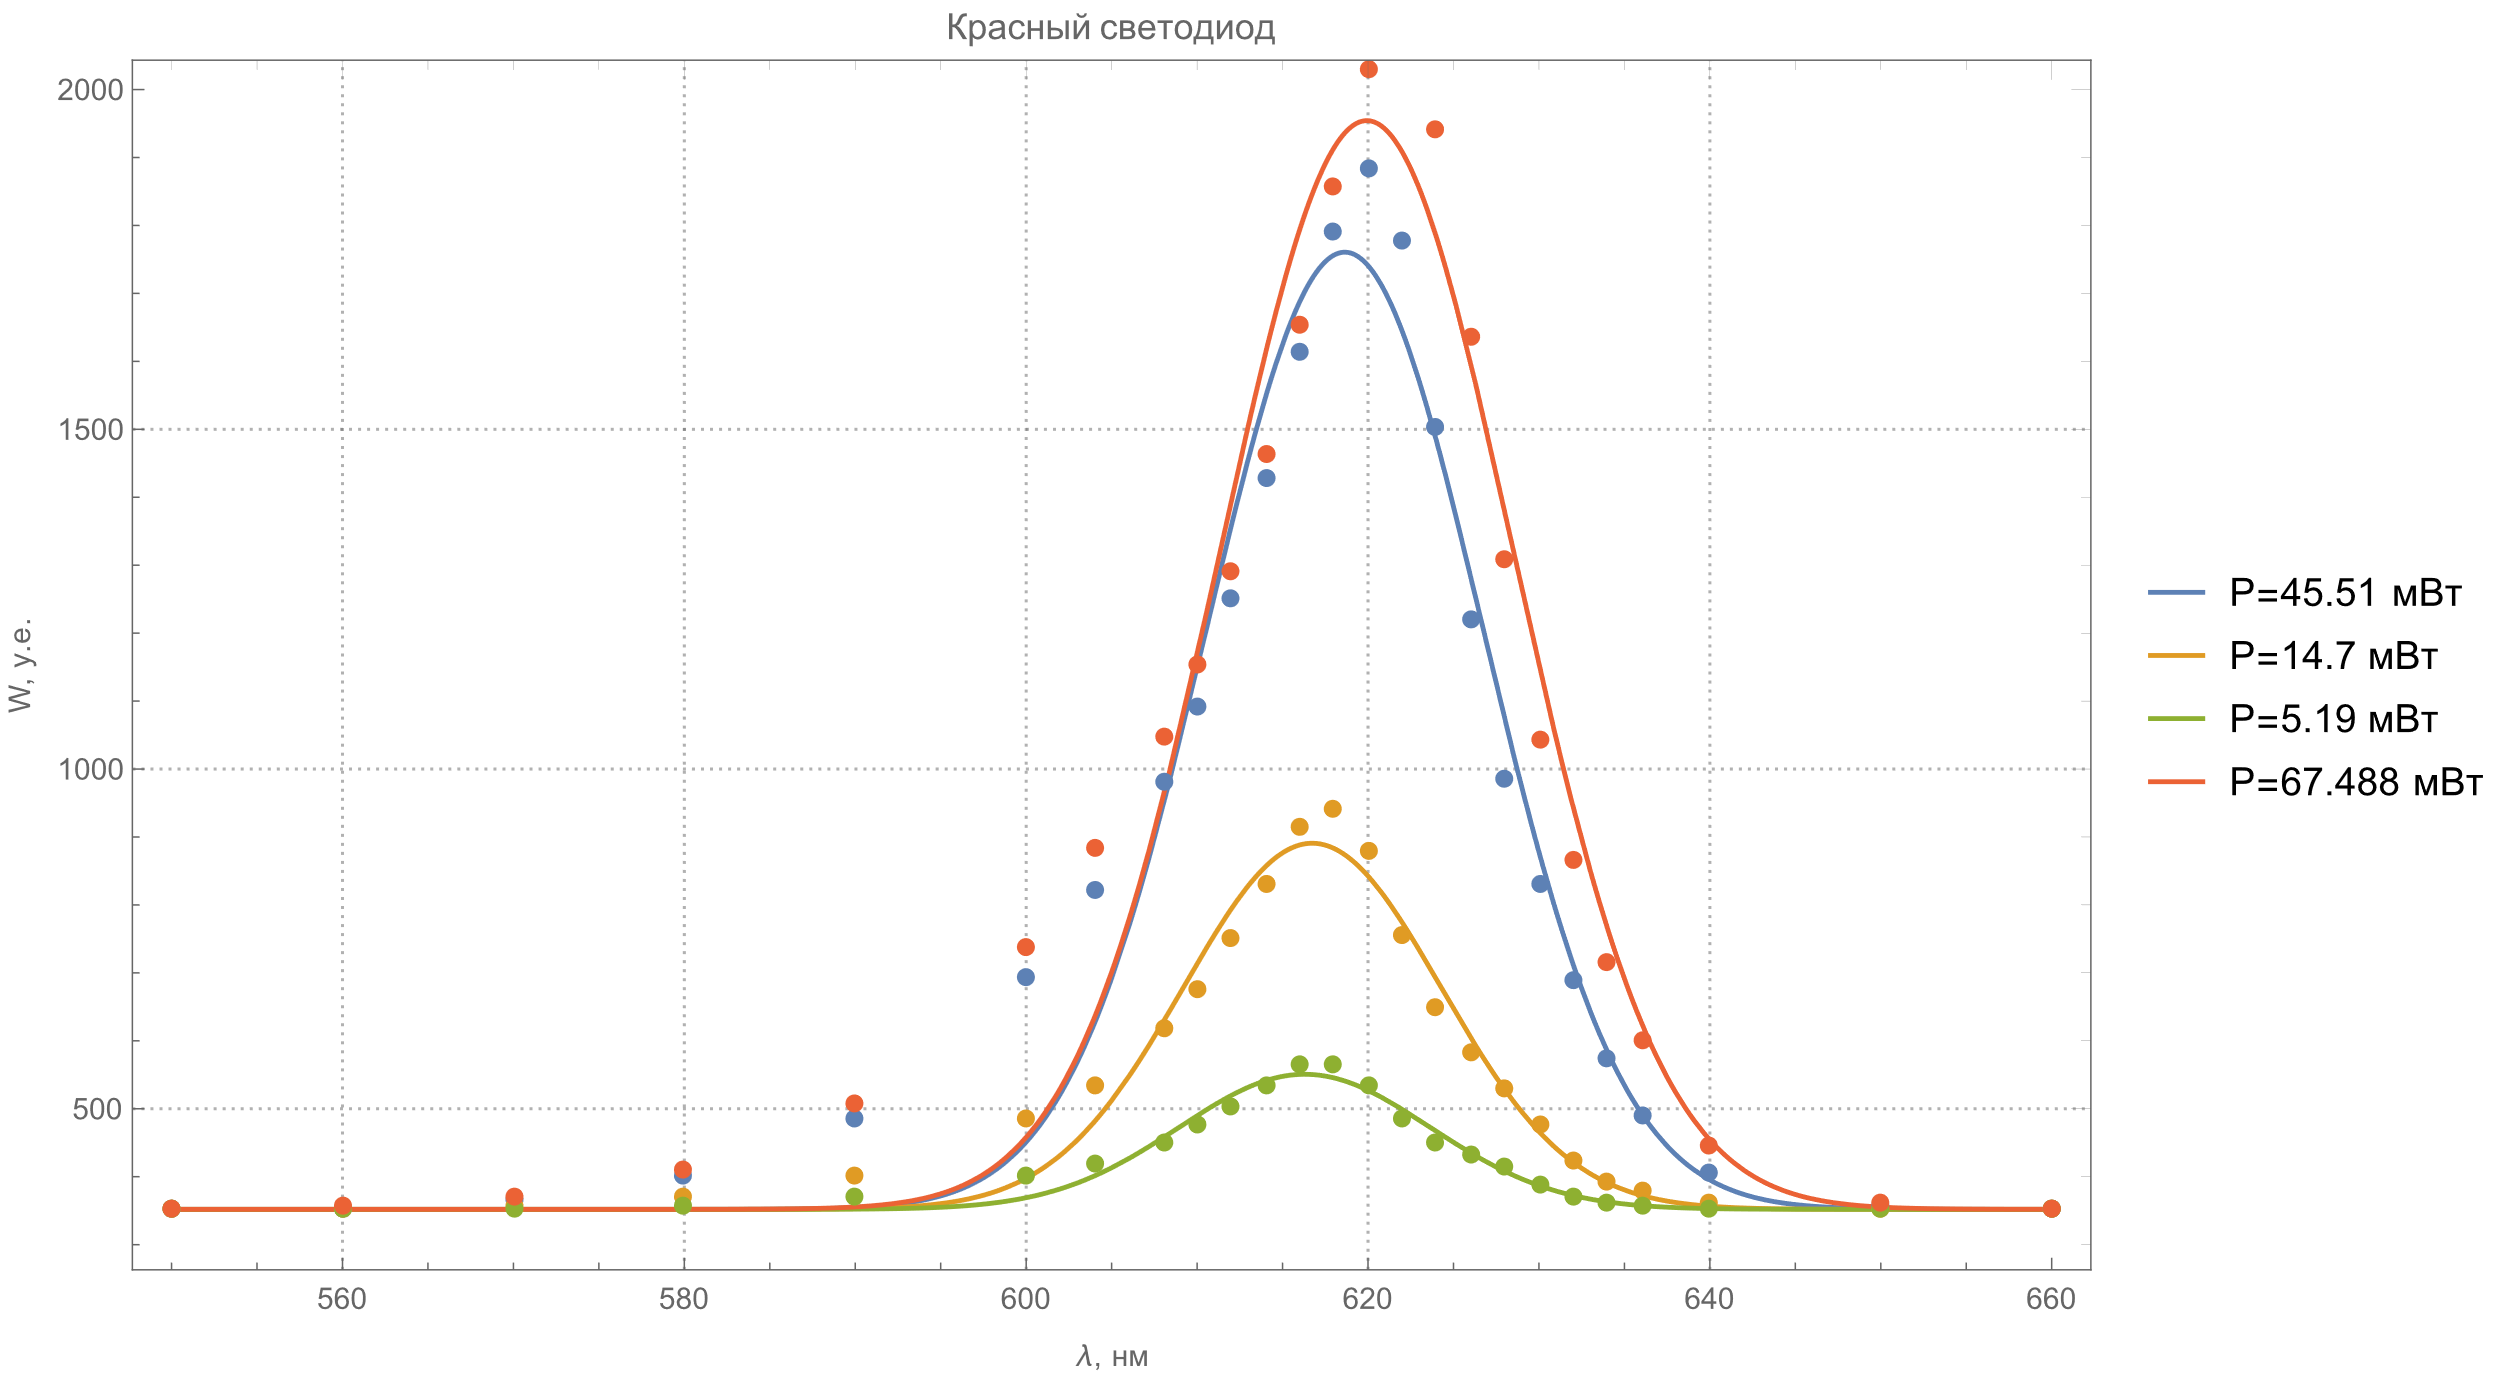 Красный светодиод
2000
1500
1000
500
W, у.е.
560 580 600 620 640 660
λ, нм
P=45.51 мВт
P=14.7 мВт
P=5.19 мВт
P=67.488 мВт